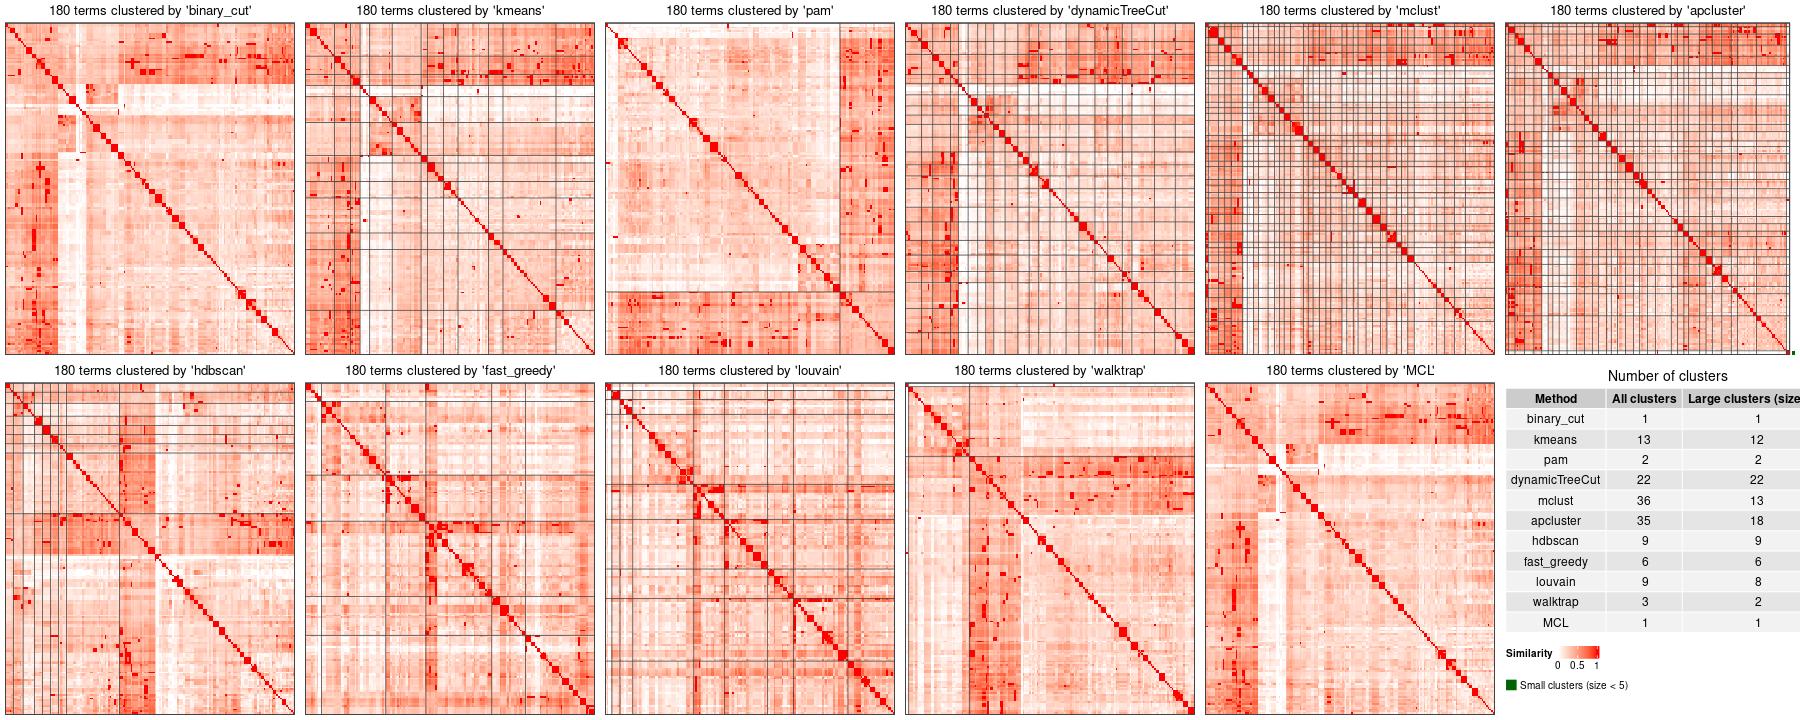 180 terms clustered by 'binary_cut'
180 terms clustered by 'kmeans'
180 terms clustered by 'pam'
180 terms clustered by 'dynamicTreeCut'
180 terms clustered by 'mclust'
180 terms clustered by 'apcluster'
180 terms clustered by 'hdbscan'
180 terms clustered by 'fast_greedy'
180 terms clustered by 'louvain'
180 terms clustered by 'walktrap'
180 terms clustered by 'MCL'
Number of clusters
Method All clusters Large clusters (size
binary_cut 1 1
kmeans 13 12
pam 2 2
dynamicTreeCut 22 22
mclust 36 13
apcluster 35 18
hdbscan 9 9
fast_greedy 6 6
louvain 9 8
walktrap 3 2
MCL 1 1
Similarity
0 0.5 1
Small clusters (size < 5)